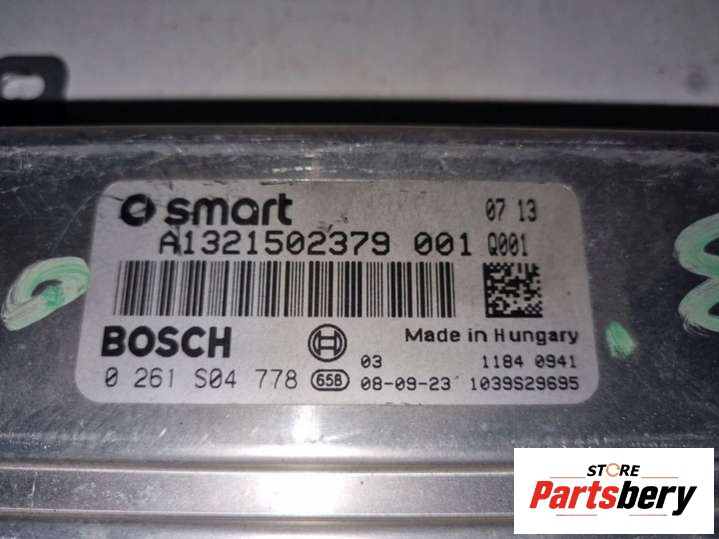 smart 07 13
A1321502379 001 Q001
BOSCH Made in Hungary
03 1184 0941
0 261 S04 778 65B 08-09-23 1039S29695
STORE
Partsbery